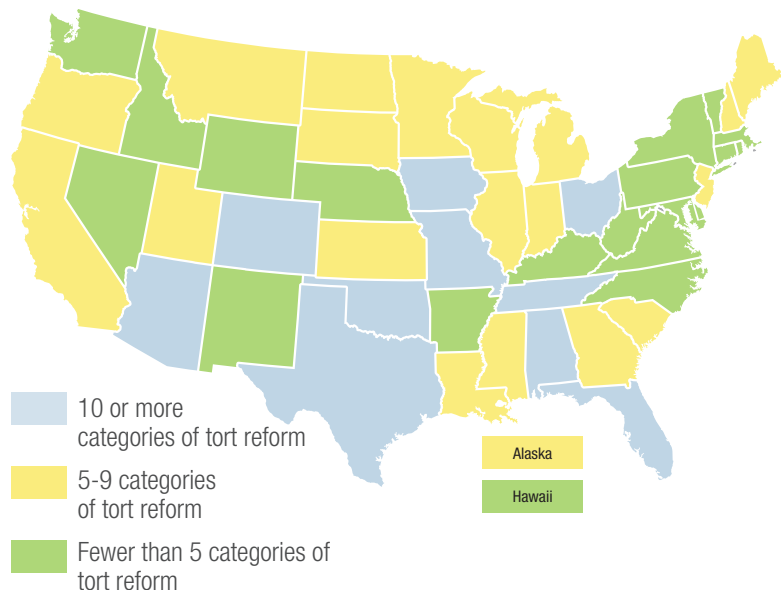 10 or more
categories of tort reform
5-9 categories
of tort reform
Fewer than 5 categories of
tort reform
Alaska
Hawaii